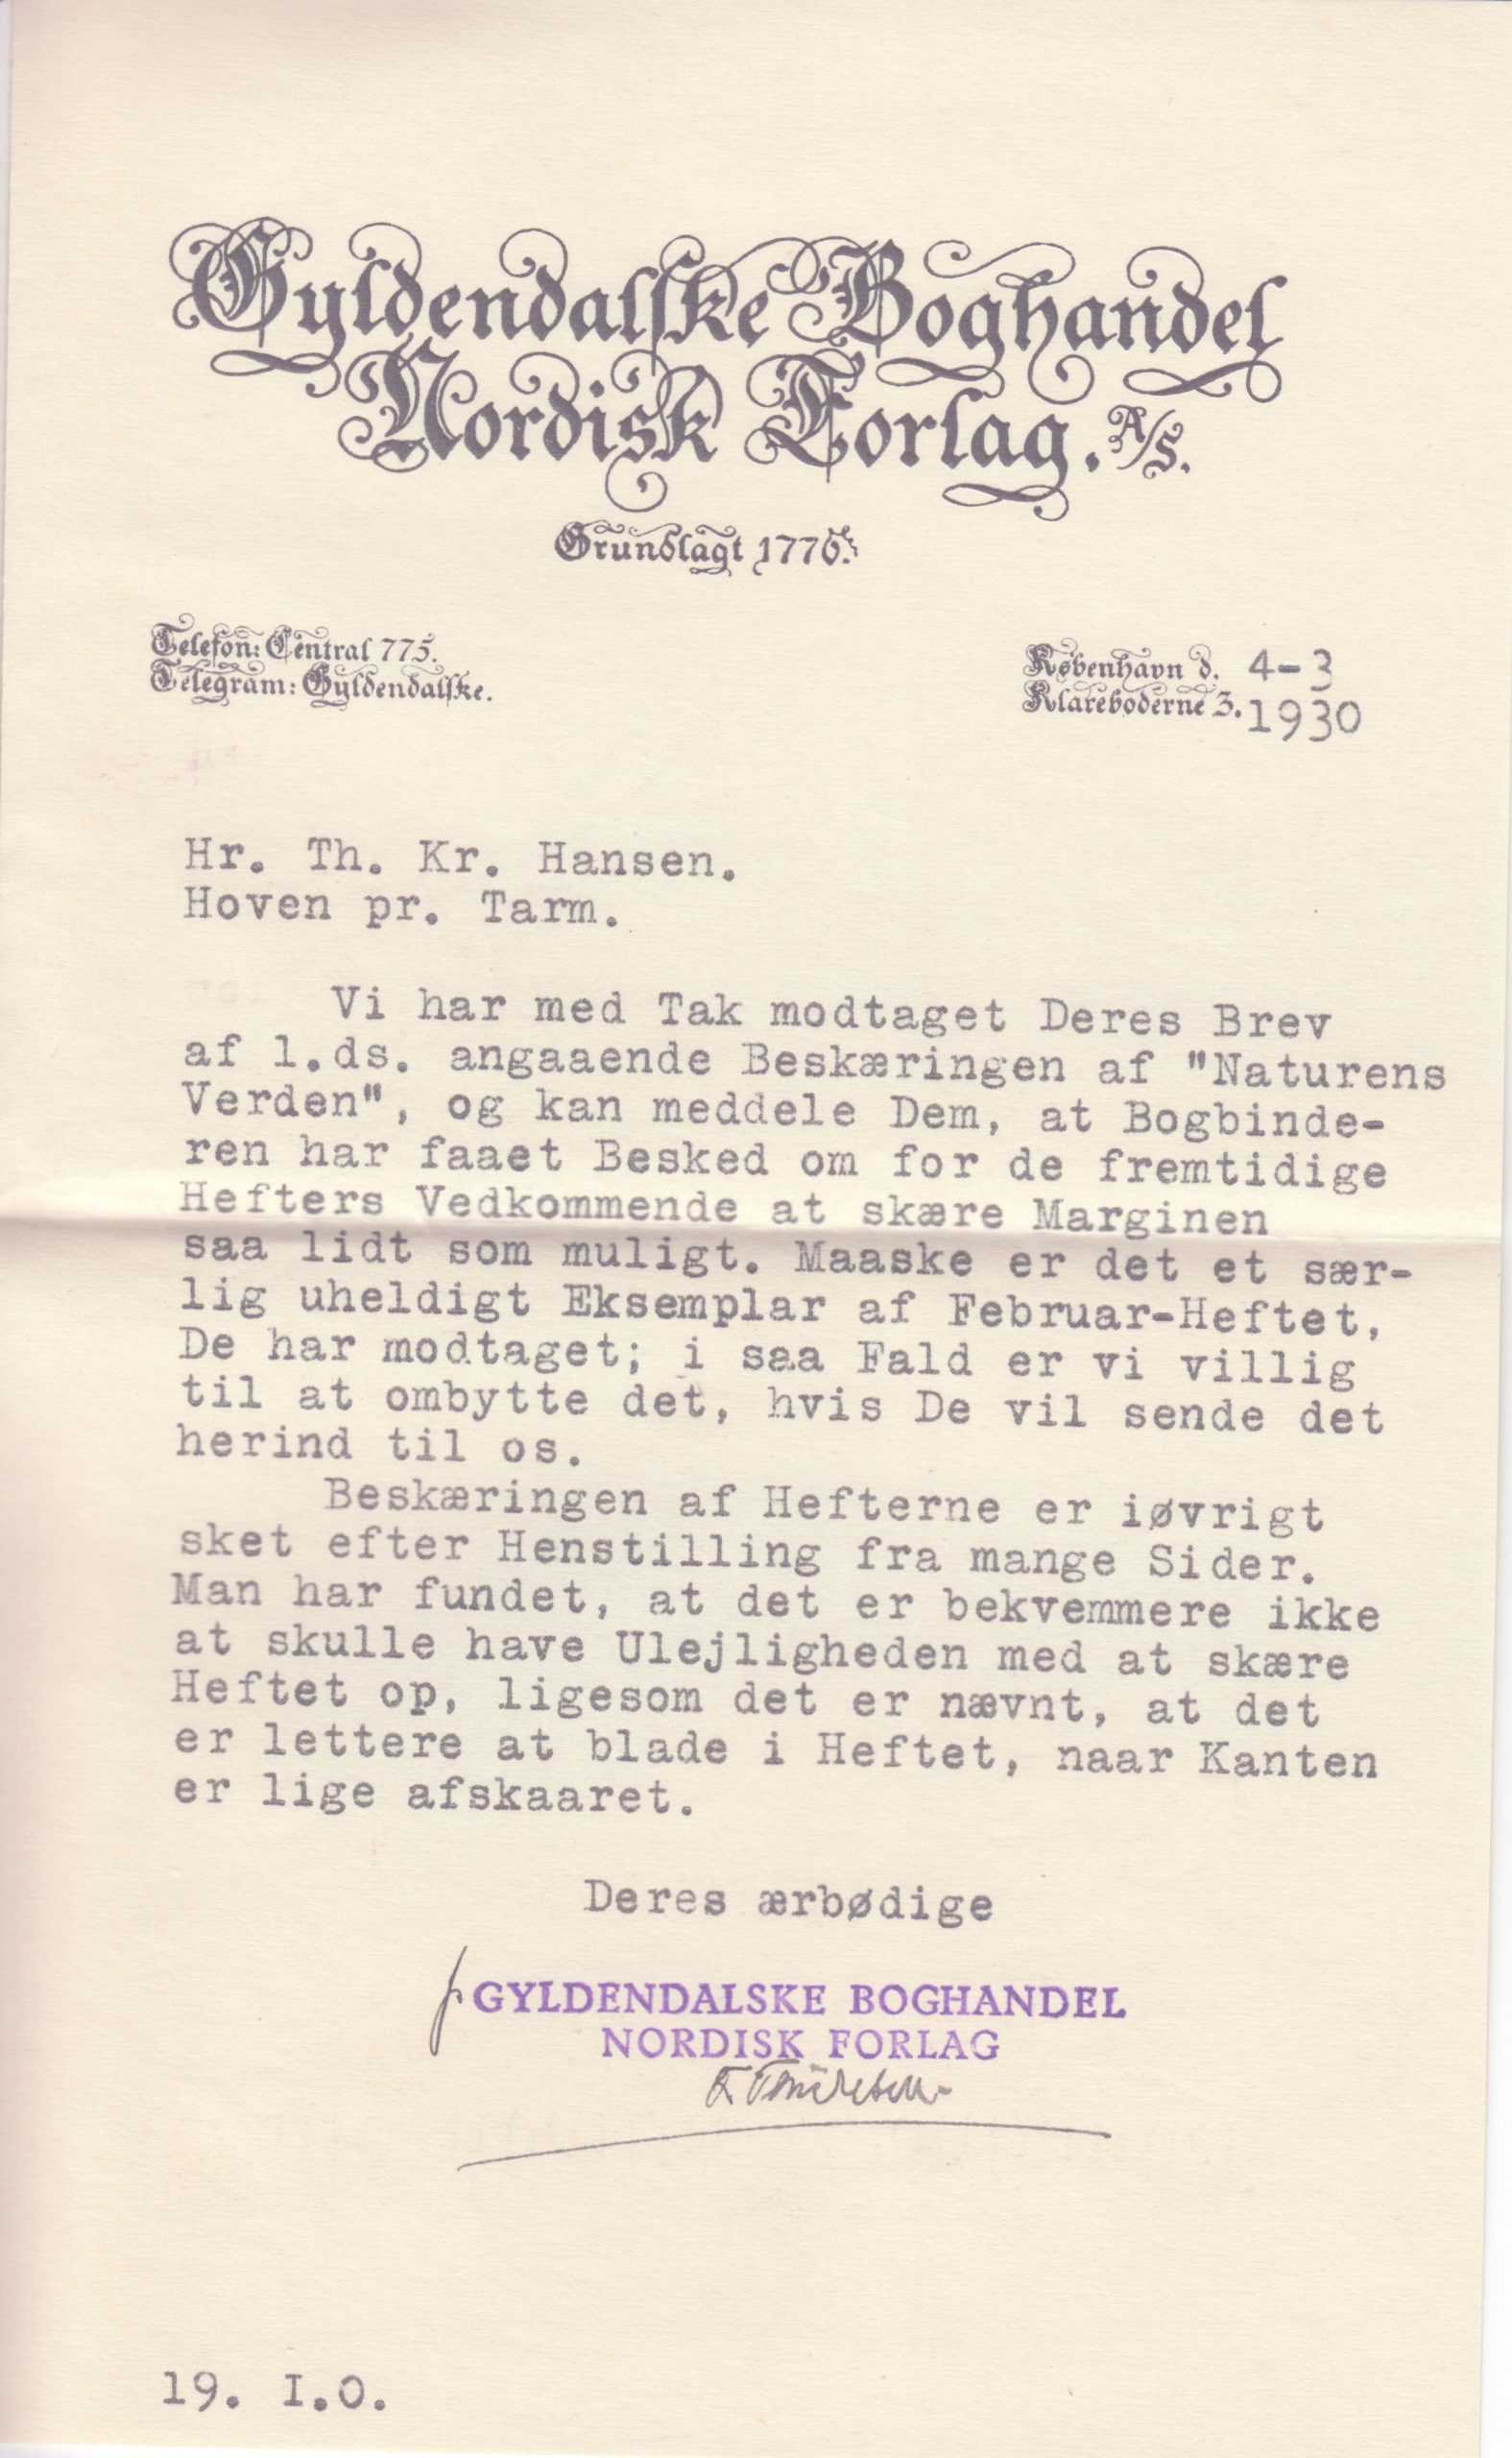 Gyldendalske Boghandel
Nordisk Forlag. A/S.
Grundlagt 1770.
Telefon: Central 775.
Telegram: Gyldendalske.
København d. 4-3
Klareboderne 3. 1930
Hr. Th. Kr. Hansen.
Hoven pr. Tarm.
Vi har med Tak modtaget Deres Brev
af 1.ds. angaaende Beskæringen af "Naturens
Verden", og kan meddele Dem, at Bogbinde-
ren har faaet Besked om for de fremtidige
Hefters Vedkommende at skære Marginen
saa lidt som muligt. Maaske er det et sær-
lig uheldigt Eksemplar af Februar-Heftet,
De har modtaget; i saa Fald er vi villig
til at ombytte det, hvis De vil sende det
herind til os.
Beskæringen af Hefterne er iøvrigt
sket efter Henstilling fra mange Sider.
Man har fundet, at det er bekvemmere ikke
at skulle have Ulejligheden med at skære
Heftet op, ligesom det er nævnt, at det
er lettere at blade i Heftet, naar Kanten
er lige afskaaret.
Deres ærbødige
GYLDENDALSKE BOGHANDEL
NORDISK FORLAG
19. I.O.